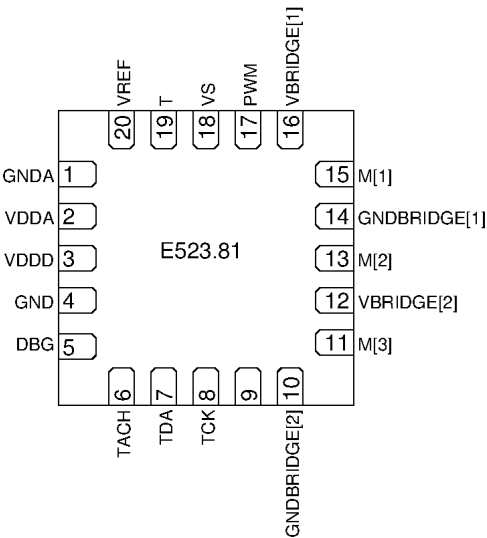 VREF
T
VS
PWM
VBRIDGE[1]
20
19
18
17
16
GNDA 1
VDDA 2
VDDD 3
GND 4
DBG 5
E523.81
15 M[1]
14 GNDBRIDGE[1]
13 M[2]
12 VBRIDGE[2]
11 M[3]
6
7
8
9
10
TACH
TDA
TCK
GNDBRIDGE[2]